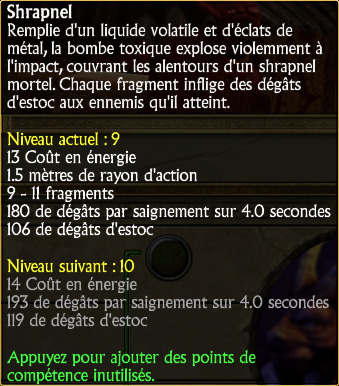 Shrapnel
Remplie d'un liquide volatile et d'éclats de
métal, la bombe toxique explose violemment à
l'impact, couvrant les alentours d'un shrapnel
mortel. Chaque fragment inflige des dégâts
d'estoc aux ennemis qu'il atteint.
Niveau actuel : 9
13 Coût en énergie
1.5 mètres de rayon d'action
9 - 11 fragments
180 de dégâts par saignement sur 4.0 secondes
106 de dégâts d'estoc
Niveau suivant : 10
14 Coût en énergie
193 de dégâts par saignement sur 4.0 secondes
119 de dégâts d'estoc
Appuyez pour ajouter des points de
compétence inutilisés.